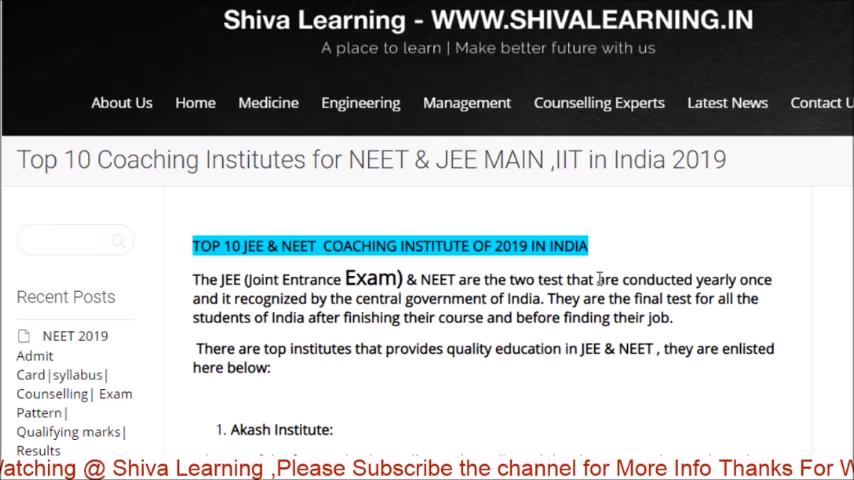 Shiva Learning - WWW.SHIVALEARNING.IN
A place to learn | Make better future with us
About Us Home Medicine Engineering Management Counselling Experts Latest News Contact U
Top 10 Coaching Institutes for NEET & JEE MAIN ,IIT in India 2019
TOP 10 JEE & NEET COACHING INSTITUTE OF 2019 IN INDIA
The JEE (Joint Entrance Exam) & NEET are the two test that are conducted yearly once
and it recognized by the central government of India. They are the final test for all the
students of India after finishing their course and before finding their job.
There are top institutes that provides quality education in JEE & NEET , they are enlisted
here below:
1. Akash Institute:
Recent Posts
NEET 2019
Admit
Card|syllabus|
Counselling| Exam
Pattern|
Qualifying marks|
Results
Watching @ Shiva Learning ,Please Subscribe the channel for More Info Thanks For W